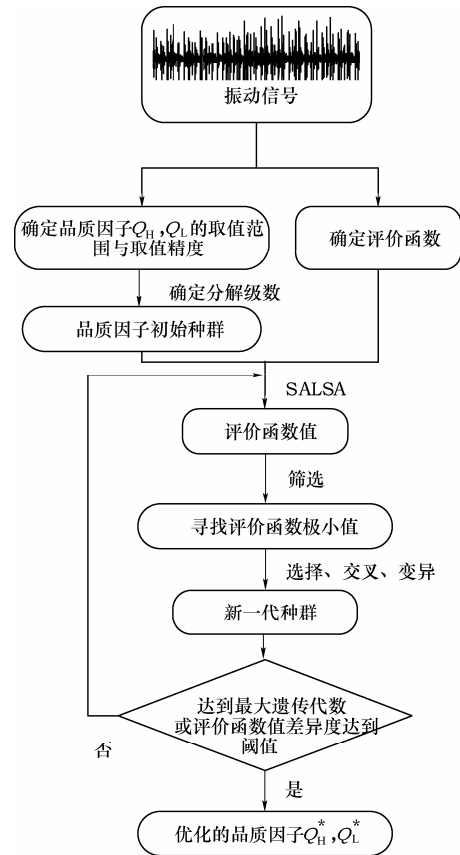 振动信号
确定品质因子Q_H,Q_L的取值范
围与取值精度
确定评价函数
确定分解级数
品质因子初始种群
SALSA
评价函数值
筛选
寻找评价函数极小值
选择、交叉、变异
新一代种群
达到最大遗传代数
或评价函数值差异度达到
阈值
否
是
优化的品质因子Q_H^*,Q_L^*